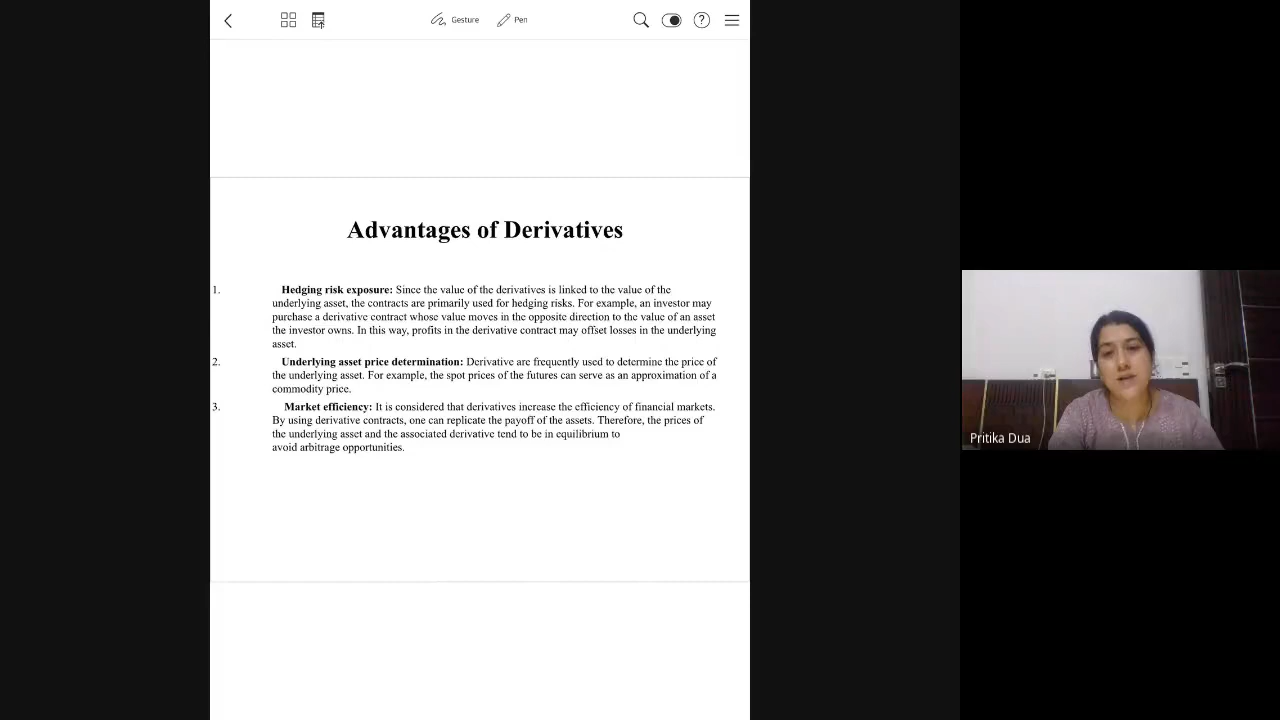 Gesture Pen ?
Advantages of Derivatives
1. Hedging risk exposure: Since the value of the derivatives is linked to the value of the
underlying asset, the contracts are primarily used for hedging risks. For example, an investor may
purchase a derivative contract whose value moves in the opposite direction to the value of an asset
the investor owns. In this way, profits in the derivative contract may offset losses in the underlying
asset.
2. Underlying asset price determination: Derivative are frequently used to determine the price of
the underlying asset. For example, the spot prices of the futures can serve as an approximation of a
commodity price.
3. Market efficiency: It is considered that derivatives increase the efficiency of financial markets.
By using derivative contracts, one can replicate the payoff of the assets. Therefore, the prices of
the underlying asset and the associated derivative tend to be in equilibrium to
avoid arbitrage opportunities.
Pritika Dua